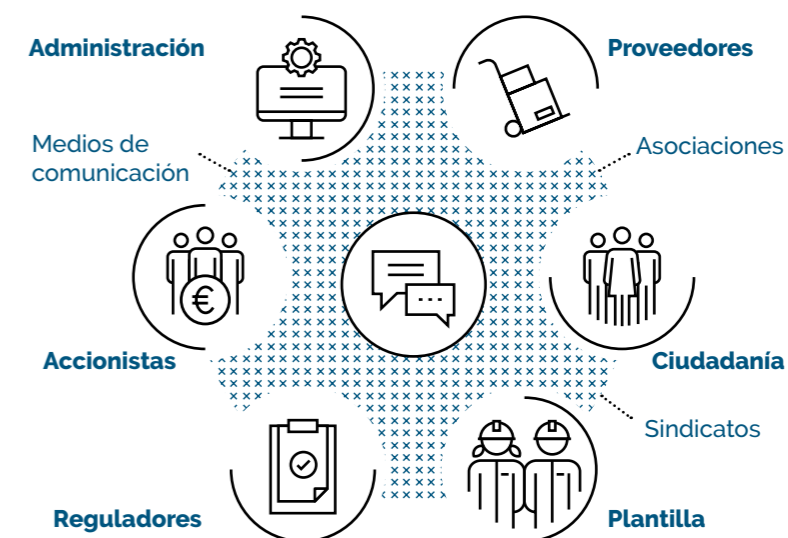 Administración
Proveedores
Medios de
comunicación
Asociaciones
€
Accionistas
Ciudadanía
Sindicatos
Reguladores
Plantilla